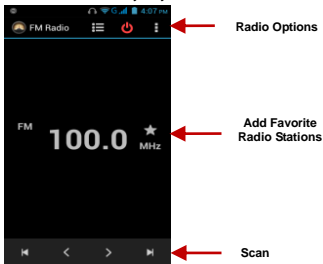 G 4:07 PM
FM Radio
Radio Options
FM
100.0
MHz
Add Favorite
Radio Stations
Scan